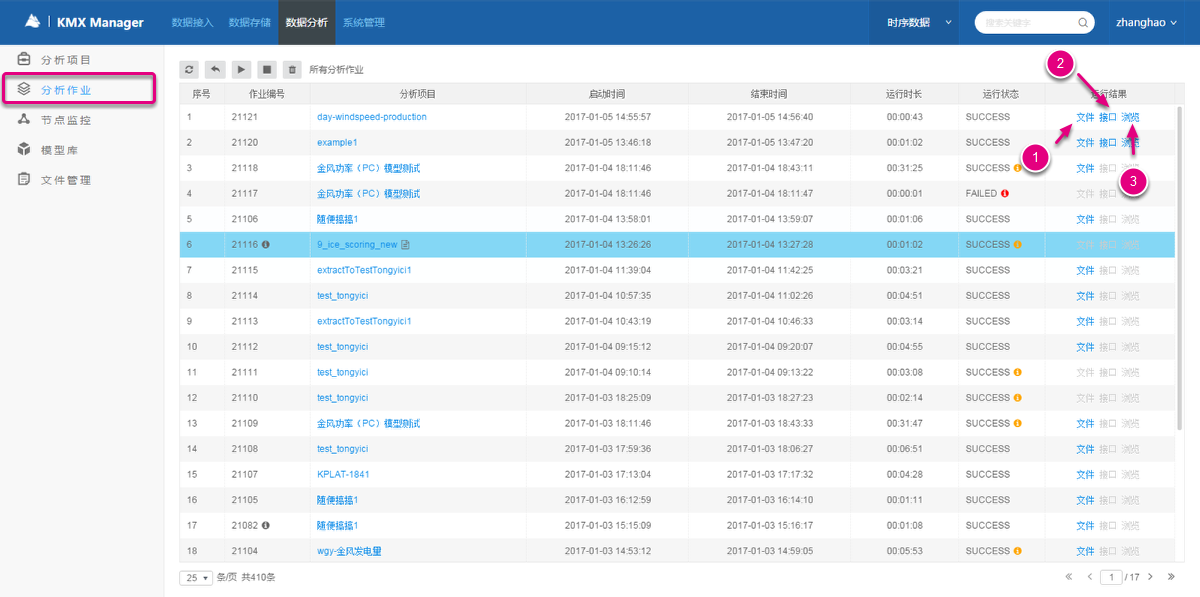 KMX Manager 数据接入 数据存储 数据分析 系统管理 时序数据 搜索关键字 zhanghao
分析项目
分析作业
节点监控
模型库
文件管理
所有分析作业
2
序号 作业编号 分析项目 启动时间 结束时间 运行时长 运行状态 运行结果
1 21121 day-windspeed-production 2017-01-05 14:55:57 2017-01-05 14:56:40 00:00:43 SUCCESS 文件 接口 浏览
2 21120 example1 2017-01-05 13:46:18 2017-01-05 13:47:20 00:01:02 SUCCESS 文件 接口 浏览
1
3 21118 金风功率（PC）模型测试 2017-01-04 18:11:46 2017-01-04 18:43:11 00:31:25 SUCCESS 文件 接口
3
4 21117 金风功率（PC）模型测试 2017-01-04 18:11:46 2017-01-04 18:11:47 00:00:01 FAILED 文件 接口
5 21106 随便搞搞1 2017-01-04 13:58:01 2017-01-04 13:59:07 00:01:06 SUCCESS 文件 接口 浏览
6 21116 9_ice_scoring_new 2017-01-04 13:26:26 2017-01-04 13:27:28 00:01:02 SUCCESS 文件 接口 浏览
7 21115 extractToTestTongyici1 2017-01-04 11:39:04 2017-01-04 11:42:25 00:03:21 SUCCESS 文件 接口 浏览
8 21114 test_tongyici 2017-01-04 10:57:35 2017-01-04 11:02:26 00:04:51 SUCCESS 文件 接口 浏览
9 21113 extractToTestTongyici1 2017-01-04 10:43:19 2017-01-04 10:46:33 00:03:14 SUCCESS 文件 接口 浏览
10 21112 test_tongyici 2017-01-04 09:15:12 2017-01-04 09:20:07 00:04:55 SUCCESS 文件 接口 浏览
11 21111 test_tongyici 2017-01-04 09:10:14 2017-01-04 09:13:22 00:03:08 SUCCESS 文件 接口 浏览
12 21110 test_tongyici 2017-01-03 18:25:09 2017-01-03 18:27:23 00:02:14 SUCCESS 文件 接口 浏览
13 21109 金风功率（PC）模型测试 2017-01-03 18:11:46 2017-01-03 18:43:33 00:31:47 SUCCESS 文件 接口 浏览
14 21108 test_tongyici 2017-01-03 17:59:36 2017-01-03 18:06:27 00:06:51 SUCCESS 文件 接口 浏览
15 21107 KPLAT-1841 2017-01-03 17:13:04 2017-01-03 17:17:32 00:04:28 SUCCESS 文件 接口 浏览
16 21105 随便搞搞1 2017-01-03 16:12:59 2017-01-03 16:14:10 00:01:11 SUCCESS 文件 接口 浏览
17 21082 随便搞搞1 2017-01-03 15:15:09 2017-01-03 15:16:17 00:01:08 SUCCESS 文件 接口 浏览
18 21104 wgy-金风发电量 2017-01-03 14:53:12 2017-01-03 14:59:05 00:05:53 SUCCESS 文件 接口 浏览
25 条/页 共410条 « ‹ 1 / 17 › »